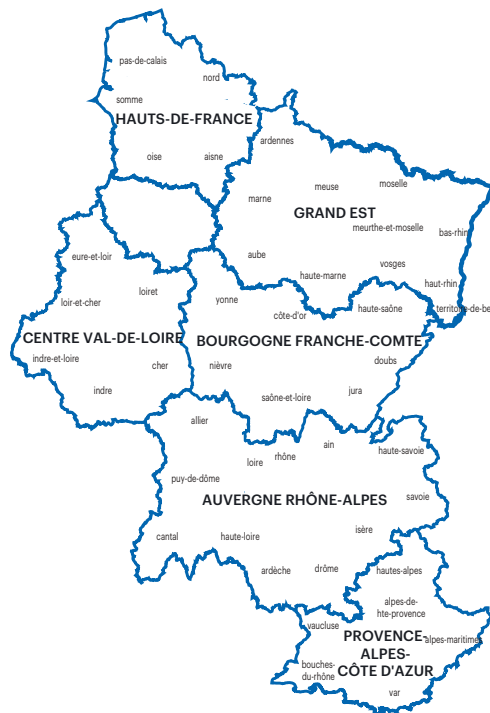 pas-de-calais
nord
somme
HAUTS-DE-FRANCE
oise
aisne
ardennes
marne
meuse
moselle
GRAND EST
meurthe-et-moselle
bas-rhin
aube
vosges
haute-marne
haut-rhin
territoire-de-be
eure-et-loir
loiret
loir-et-cher
CENTRE VAL-DE-LOIRE
indre-et-loire
cher
indre
yonne
côte-d'or
haute-saône
BOURGOGNE FRANCHE-COMTE
nièvre
doubs
saône-et-loire
jura
allier
ain
rhône
loire
haute-savoie
puy-de-dôme
savoie
AUVERGNE RHÔNE-ALPES
isère
cantal
haute-loire
ardèche
drôme
hautes-alpes
alpes-de-
hte-provence
vaucluse
PROVENCE-
ALPES-
CÔTE D'AZUR
alpes-maritimes
bouches-
du-rhône
var